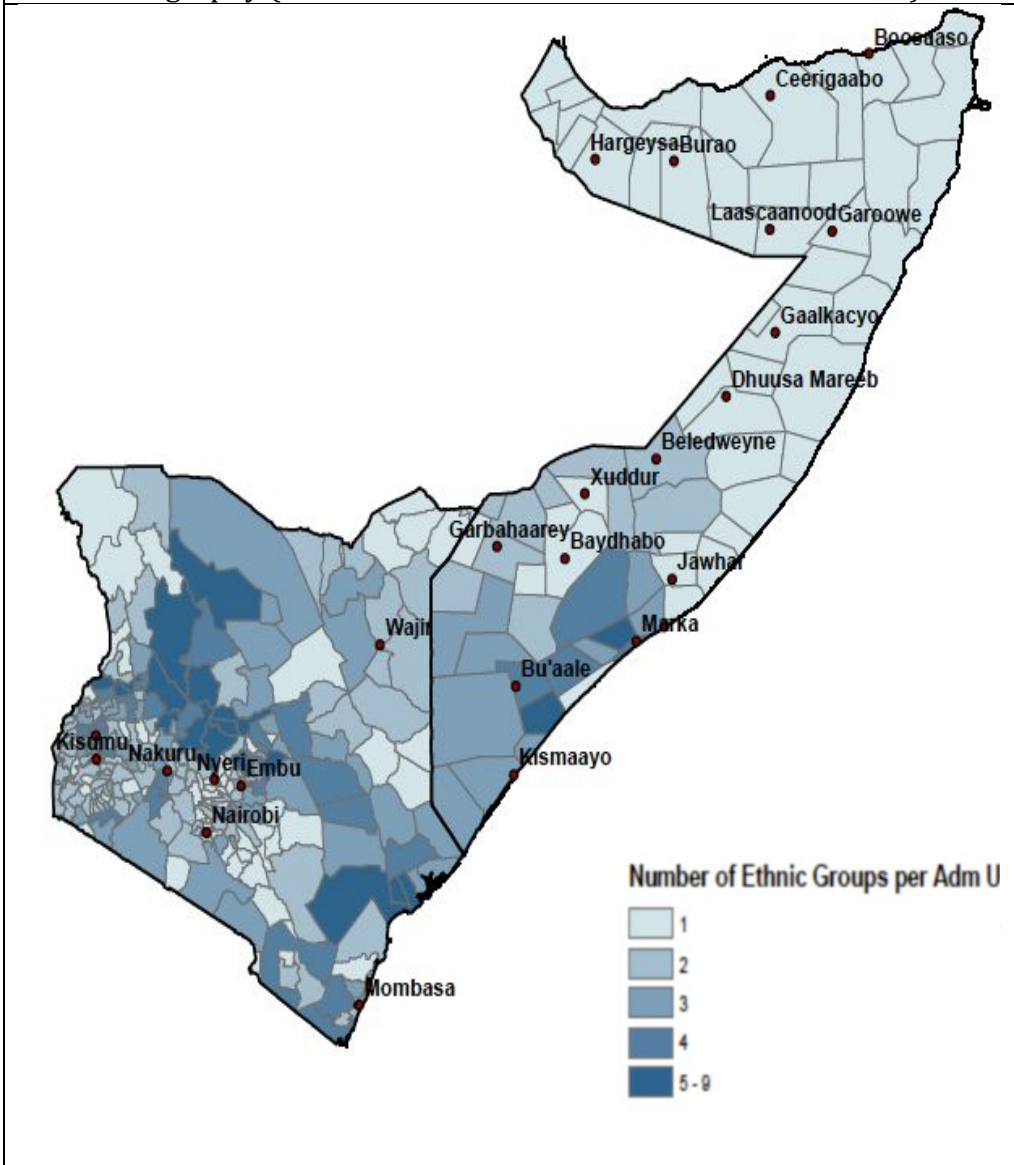 Boosaaso
Ceerigaabo
Hargeysa
Burao
Laascaanood
Garoowe
Gaalkacyo
Dhuusa Mareeb
Beledweyne
Xuddur
Garbahaarey
Baydhabo
Jawhar
Wajir
Marka
Bu'aale
Kisumu
Nakuru
Nyeri
Embu
Kismaayo
Nairobi
Number of Ethnic Groups per Adm U
1
2
3
4
5 - 9
Mombasa